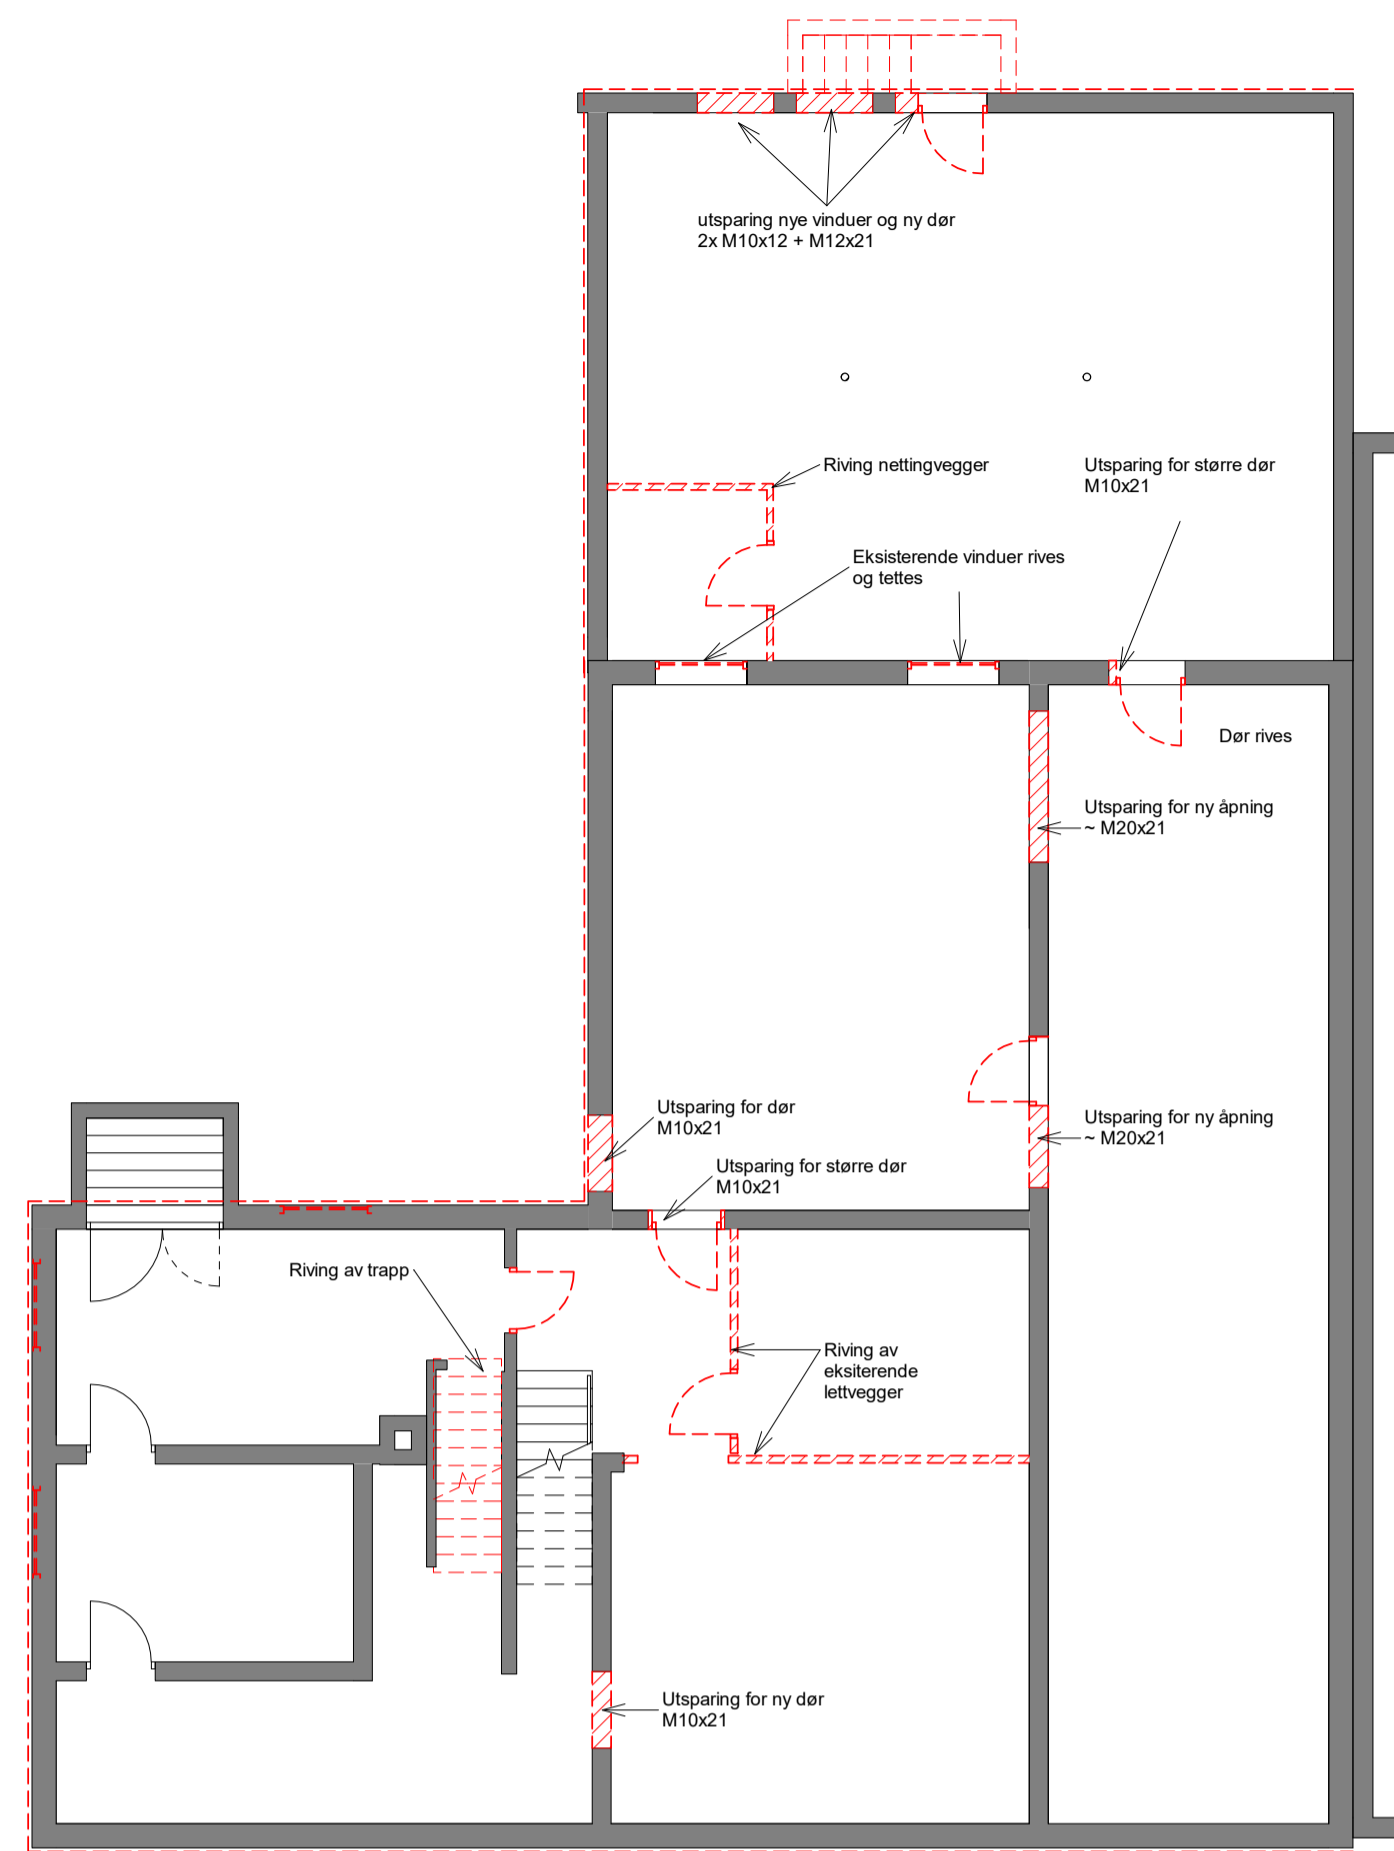 utsparing nye vinduer og ny dør
2x M10x12 + M12x21
Riving nettingvegger
Utsparing for større dør
M10x21
Eksisterende vinduer rives
og tettes
Dør rives
Utsparing for ny åpning
~ M20x21
Utsparing for dør
M10x21
Utsparing for ny åpning
~ M20x21
Utsparing for større dør
M10x21
Riving av trapp
Riving av
eksiterende
lettvegger
Utsparing for ny dør
M10x21